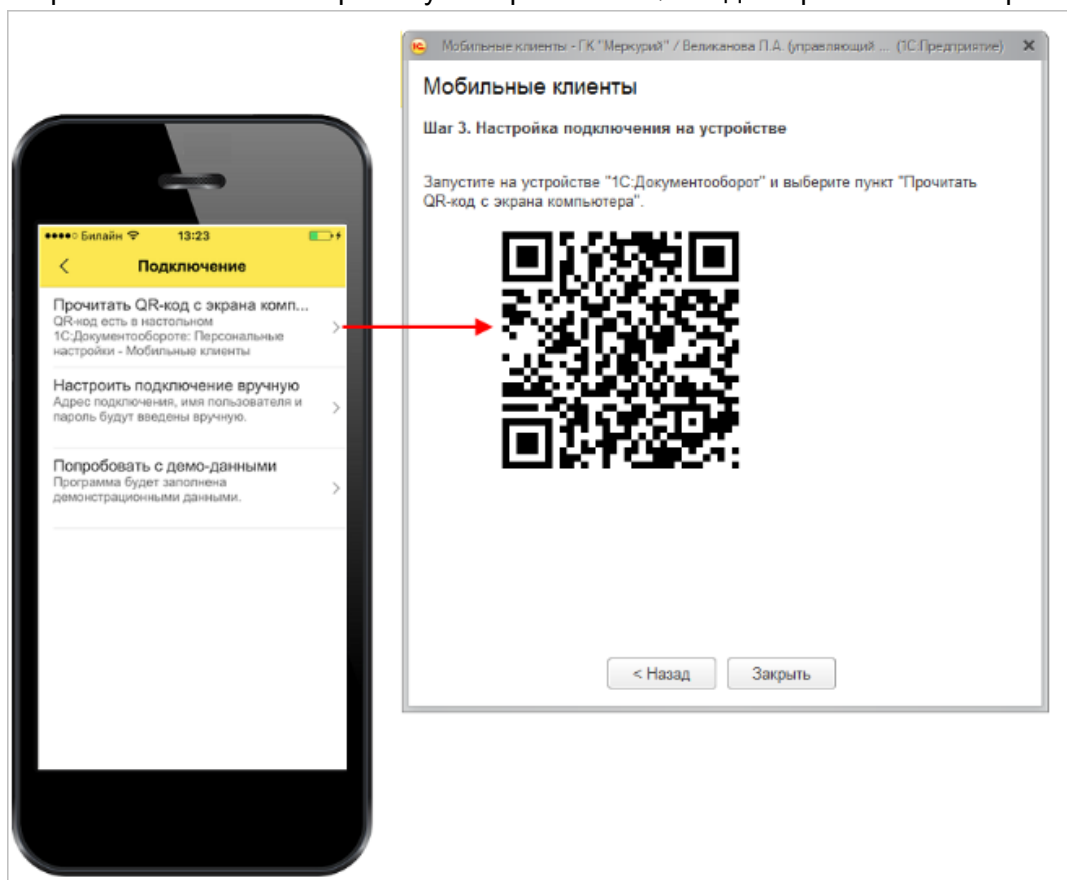 Мобильные клиенты - ГК "Меркурий" / Великанова П.А. (управляющий ... (1С:Предприятие)
Мобильные клиенты
Шаг 3. Настройка подключения на устройстве
Запустите на устройстве "1С:Документооборот" и выберите пункт "Прочитать
QR-код с экрана компьютера".
< Назад
Закрыть
Билайн
13:23
Подключение
Прочитать QR-код с экрана комп...
QR-код есть в настольном
1С:Документообороте: Персональные
настройки - Мобильные клиенты
Настроить подключение вручную
Адрес подключения, имя пользователя и
пароль будут введены вручную.
Попробовать с демо-данными
Программа будет заполнена
демонстрационными данными.